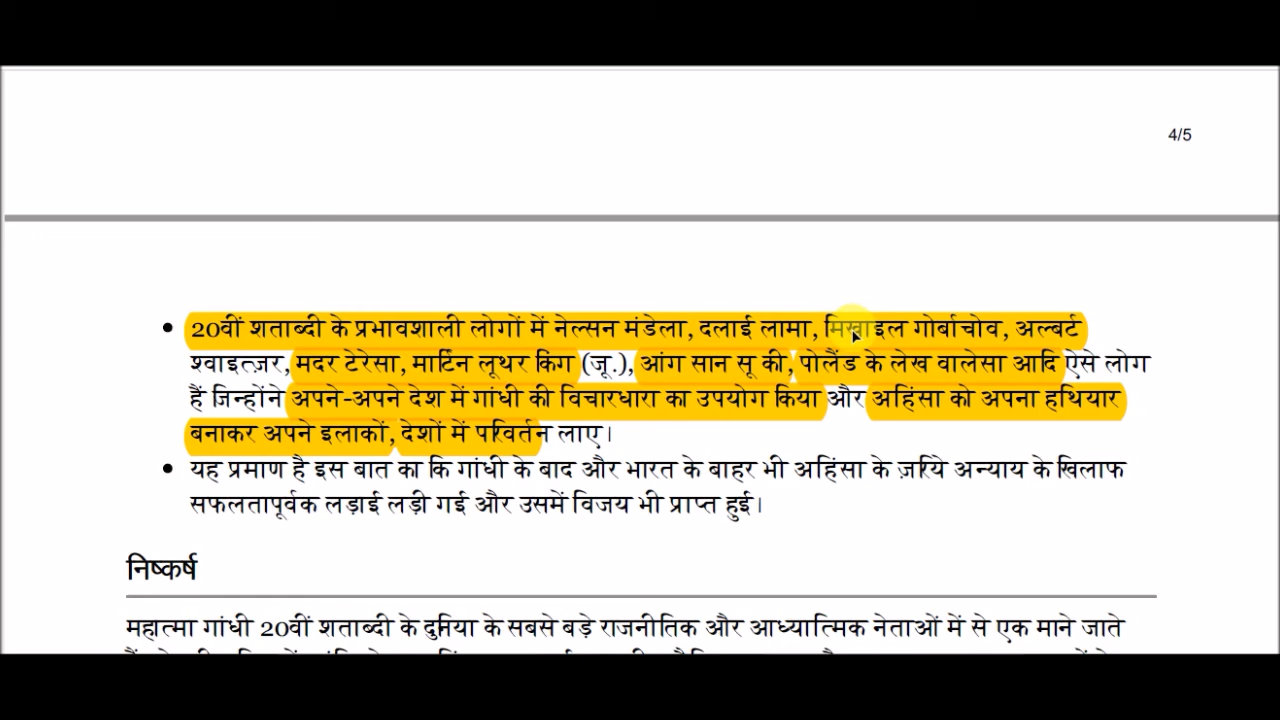 4/5
20वीं शताब्दी के प्रभावशाली लोगों में नेल्सन मंडेला, दलाई लामा, मिखाइल गोर्बाचोव, अल्बर्ट
श्वाइत्ज़र, मदर टेरेसा, मार्टिन लूथर किंग (जू.), आंग सान सू की, पोलैंड के लेख वालेसा आदि ऐसे लोग
हैं जिन्होंने अपने-अपने देश में गांधी की विचारधारा का उपयोग किया और अहिंसा को अपना हथियार
बनाकर अपने इलाकों, देशों में परिवर्तन लाए।
यह प्रमाण है इस बात का कि गांधी के बाद और भारत के बाहर भी अहिंसा के ज़रिये अन्याय के खिलाफ
सफलतापूर्वक लड़ाई लड़ी गई और उसमें विजय भी प्राप्त हुई।
निष्कर्ष
महात्मा गांधी 20वीं शताब्दी के दुनिया के सबसे बड़े राजनीतिक और आध्यात्मिक नेताओं में से एक माने जाते